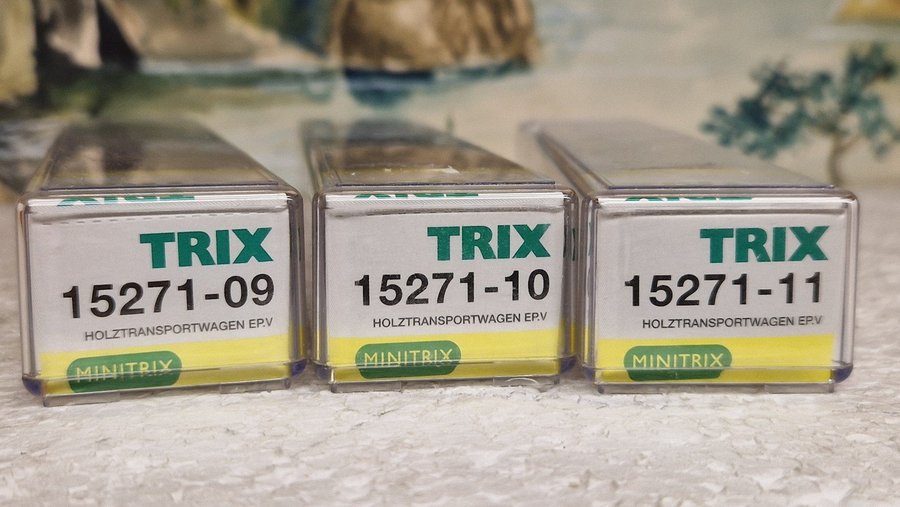 TRIX
15271-09
HOLZTRANSPORTWAGEN EP.V
MINITRIX
TRIX
15271-10
HOLZTRANSPORTWAGEN EP.V
MINITRIX
TRIX
15271-11
HOLZTRANSPORTWAGEN EP.V
MINITRIX